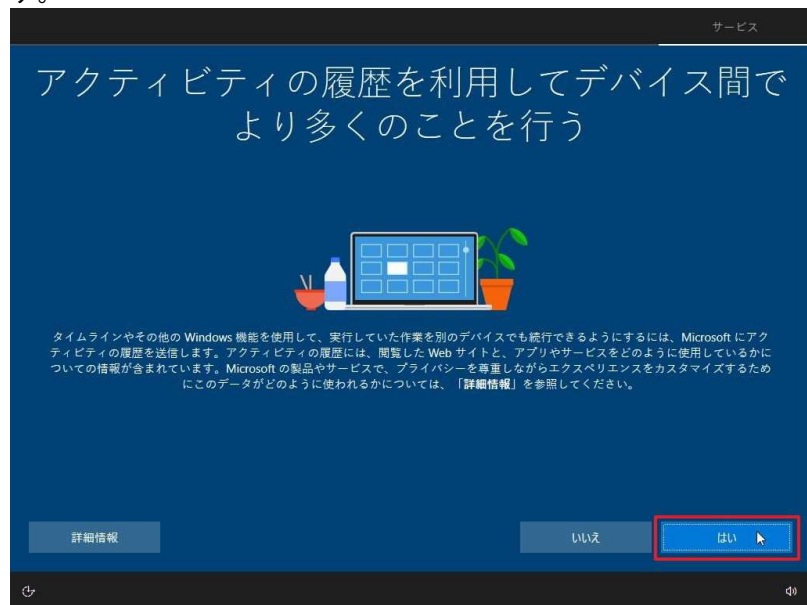 す。
サービス
アクティビティの履歴を利用してデバイス間で
より多くのことを行う
タイムラインやその他の Windows 機能を使用して、実行していた作業を別のデバイスでも続行できるようにするには、Microsoft にアク
ティビティの履歴を送信します。アクティビティの履歴には、閲覧した Web サイトと、アプリやサービスをどのように使用しているかに
ついての情報が含まれています。Microsoft の製品やサービスで、プライバシーを尊重しながらエクスペリエンスをカスタマイズするため
にこのデータがどのように使われるかについては、「詳細情報」を参照してください。
詳細情報
いいえ
はい